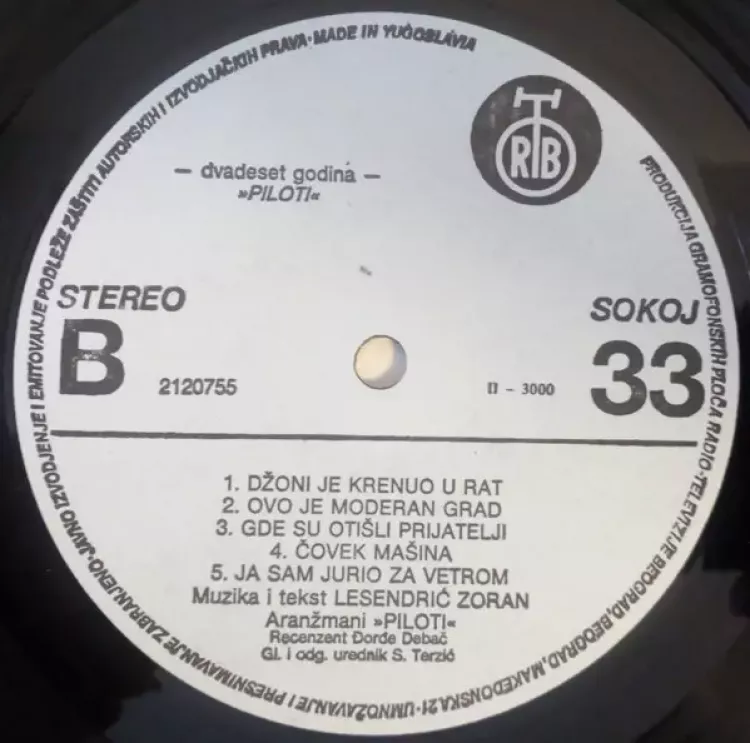 PRODUKCIJA GRAMOFONSKIH PLOČA RADIO-TELEVIZIJE BEOGRAD, BEOGRAD, MAKEDONSKA 21 · UMNOŽAVANJE I PRESNIMAVANJE ZABRANJENO · JAVNO IZVODJENJE I EMITOVANJE PODLEŽE ZAŠTITI AUTORSKIH I IZVODJAČKIH PRAVA · MADE IN YUGOSLAVIA
RTB
— dvadeset godina —
»PILOTI«
STEREO
SOKOJ
B
2120755
П - 3000
33
1. DŽONI JE KRENUO U RAT
2. OVO JE MODERAN GRAD
3. GDE SU OTIŠLI PRIJATELJI
4. ČOVEK MAŠINA
5. JA SAM JURIO ZA VETROM
Muzika i tekst LESENDRIĆ ZORAN
Aranžmani »PILOTI«
Recenzent Đorđe Debač
Gl. i odg. urednik S. Terzić